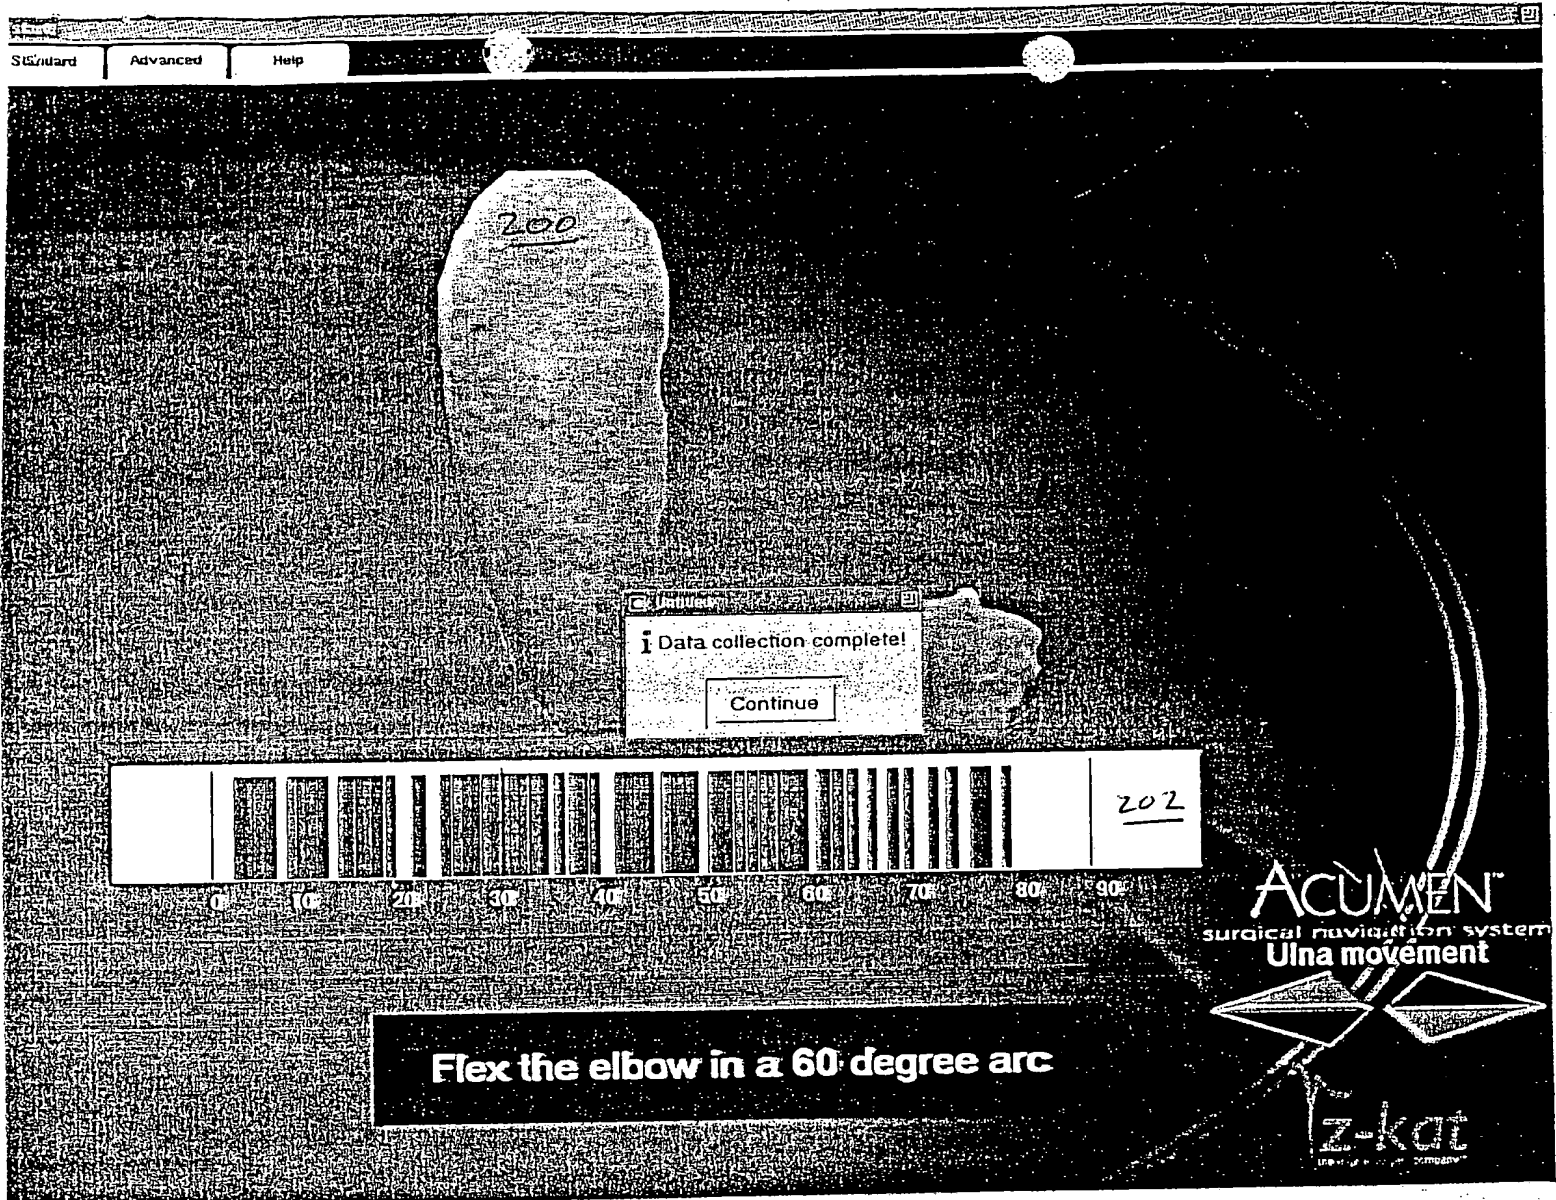 Standard Advanced Help
200
i Data collection complete!
Continue
202
0° 10° 20° 30° 40° 50° 60° 70° 80° 90°
ACUMEN™
surgical navigation system
Ulna movement
Flex the elbow in a 60 degree arc
z-kat